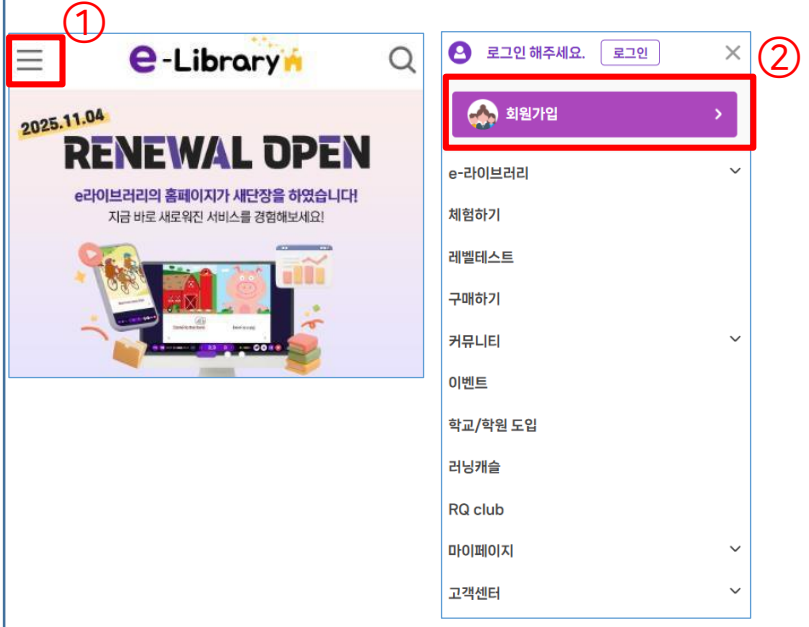 ①
e-Library
2025.11.04
RENEWAL OPEN
e라이브러리의 홈페이지가 새단장을 하였습니다!
지금 바로 새로워진 서비스를 경험해보세요!
②
로그인 해주세요. 로그인
회원가입
e-라이브러리
체험하기
레벨테스트
구매하기
커뮤니티
이벤트
학교/학원 도입
러닝캐슬
RQ club
마이페이지
고객센터